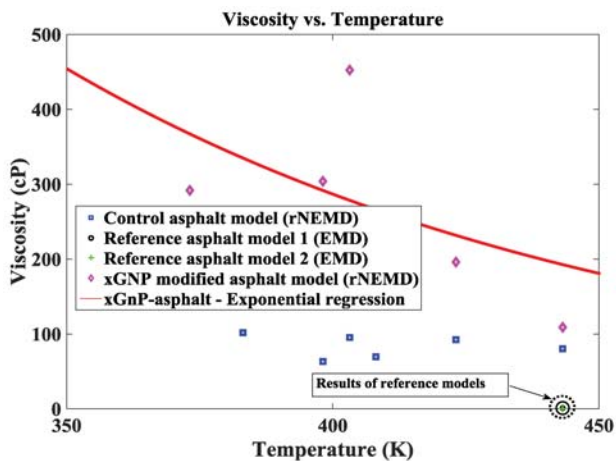 Viscosity vs. Temperature
500
400
300
200
100
0
Viscosity (cP)
Control asphalt model (rNEMD)
Reference asphalt model 1 (EMD)
Reference asphalt model 2 (EMD)
xGNP modified asphalt model (rNEMD)
xGnP-asphalt - Exponential regression
Results of reference models
350 400 450
Temperature (K)